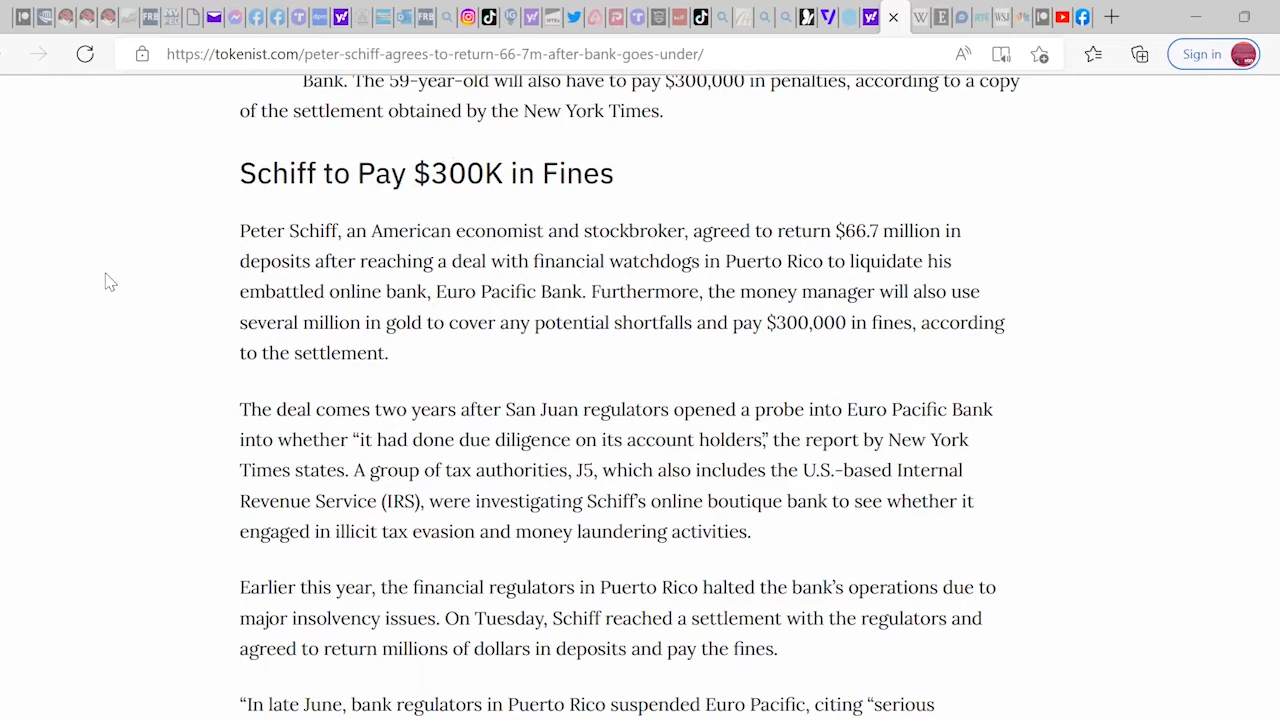 https://tokenist.com/peter-schiff-agrees-to-return-66-7m-after-bank-goes-under/
Sign in
Bank. The 59-year-old will also have to pay $300,000 in penalties, according to a copy
of the settlement obtained by the New York Times.
Schiff to Pay $300K in Fines
Peter Schiff, an American economist and stockbroker, agreed to return $66.7 million in
deposits after reaching a deal with financial watchdogs in Puerto Rico to liquidate his
embattled online bank, Euro Pacific Bank. Furthermore, the money manager will also use
several million in gold to cover any potential shortfalls and pay $300,000 in fines, according
to the settlement.
The deal comes two years after San Juan regulators opened a probe into Euro Pacific Bank
into whether “it had done due diligence on its account holders,” the report by New York
Times states. A group of tax authorities, J5, which also includes the U.S.-based Internal
Revenue Service (IRS), were investigating Schiff’s online boutique bank to see whether it
engaged in illicit tax evasion and money laundering activities.
Earlier this year, the financial regulators in Puerto Rico halted the bank’s operations due to
major insolvency issues. On Tuesday, Schiff reached a settlement with the regulators and
agreed to return millions of dollars in deposits and pay the fines.
“In late June, bank regulators in Puerto Rico suspended Euro Pacific, citing “serious